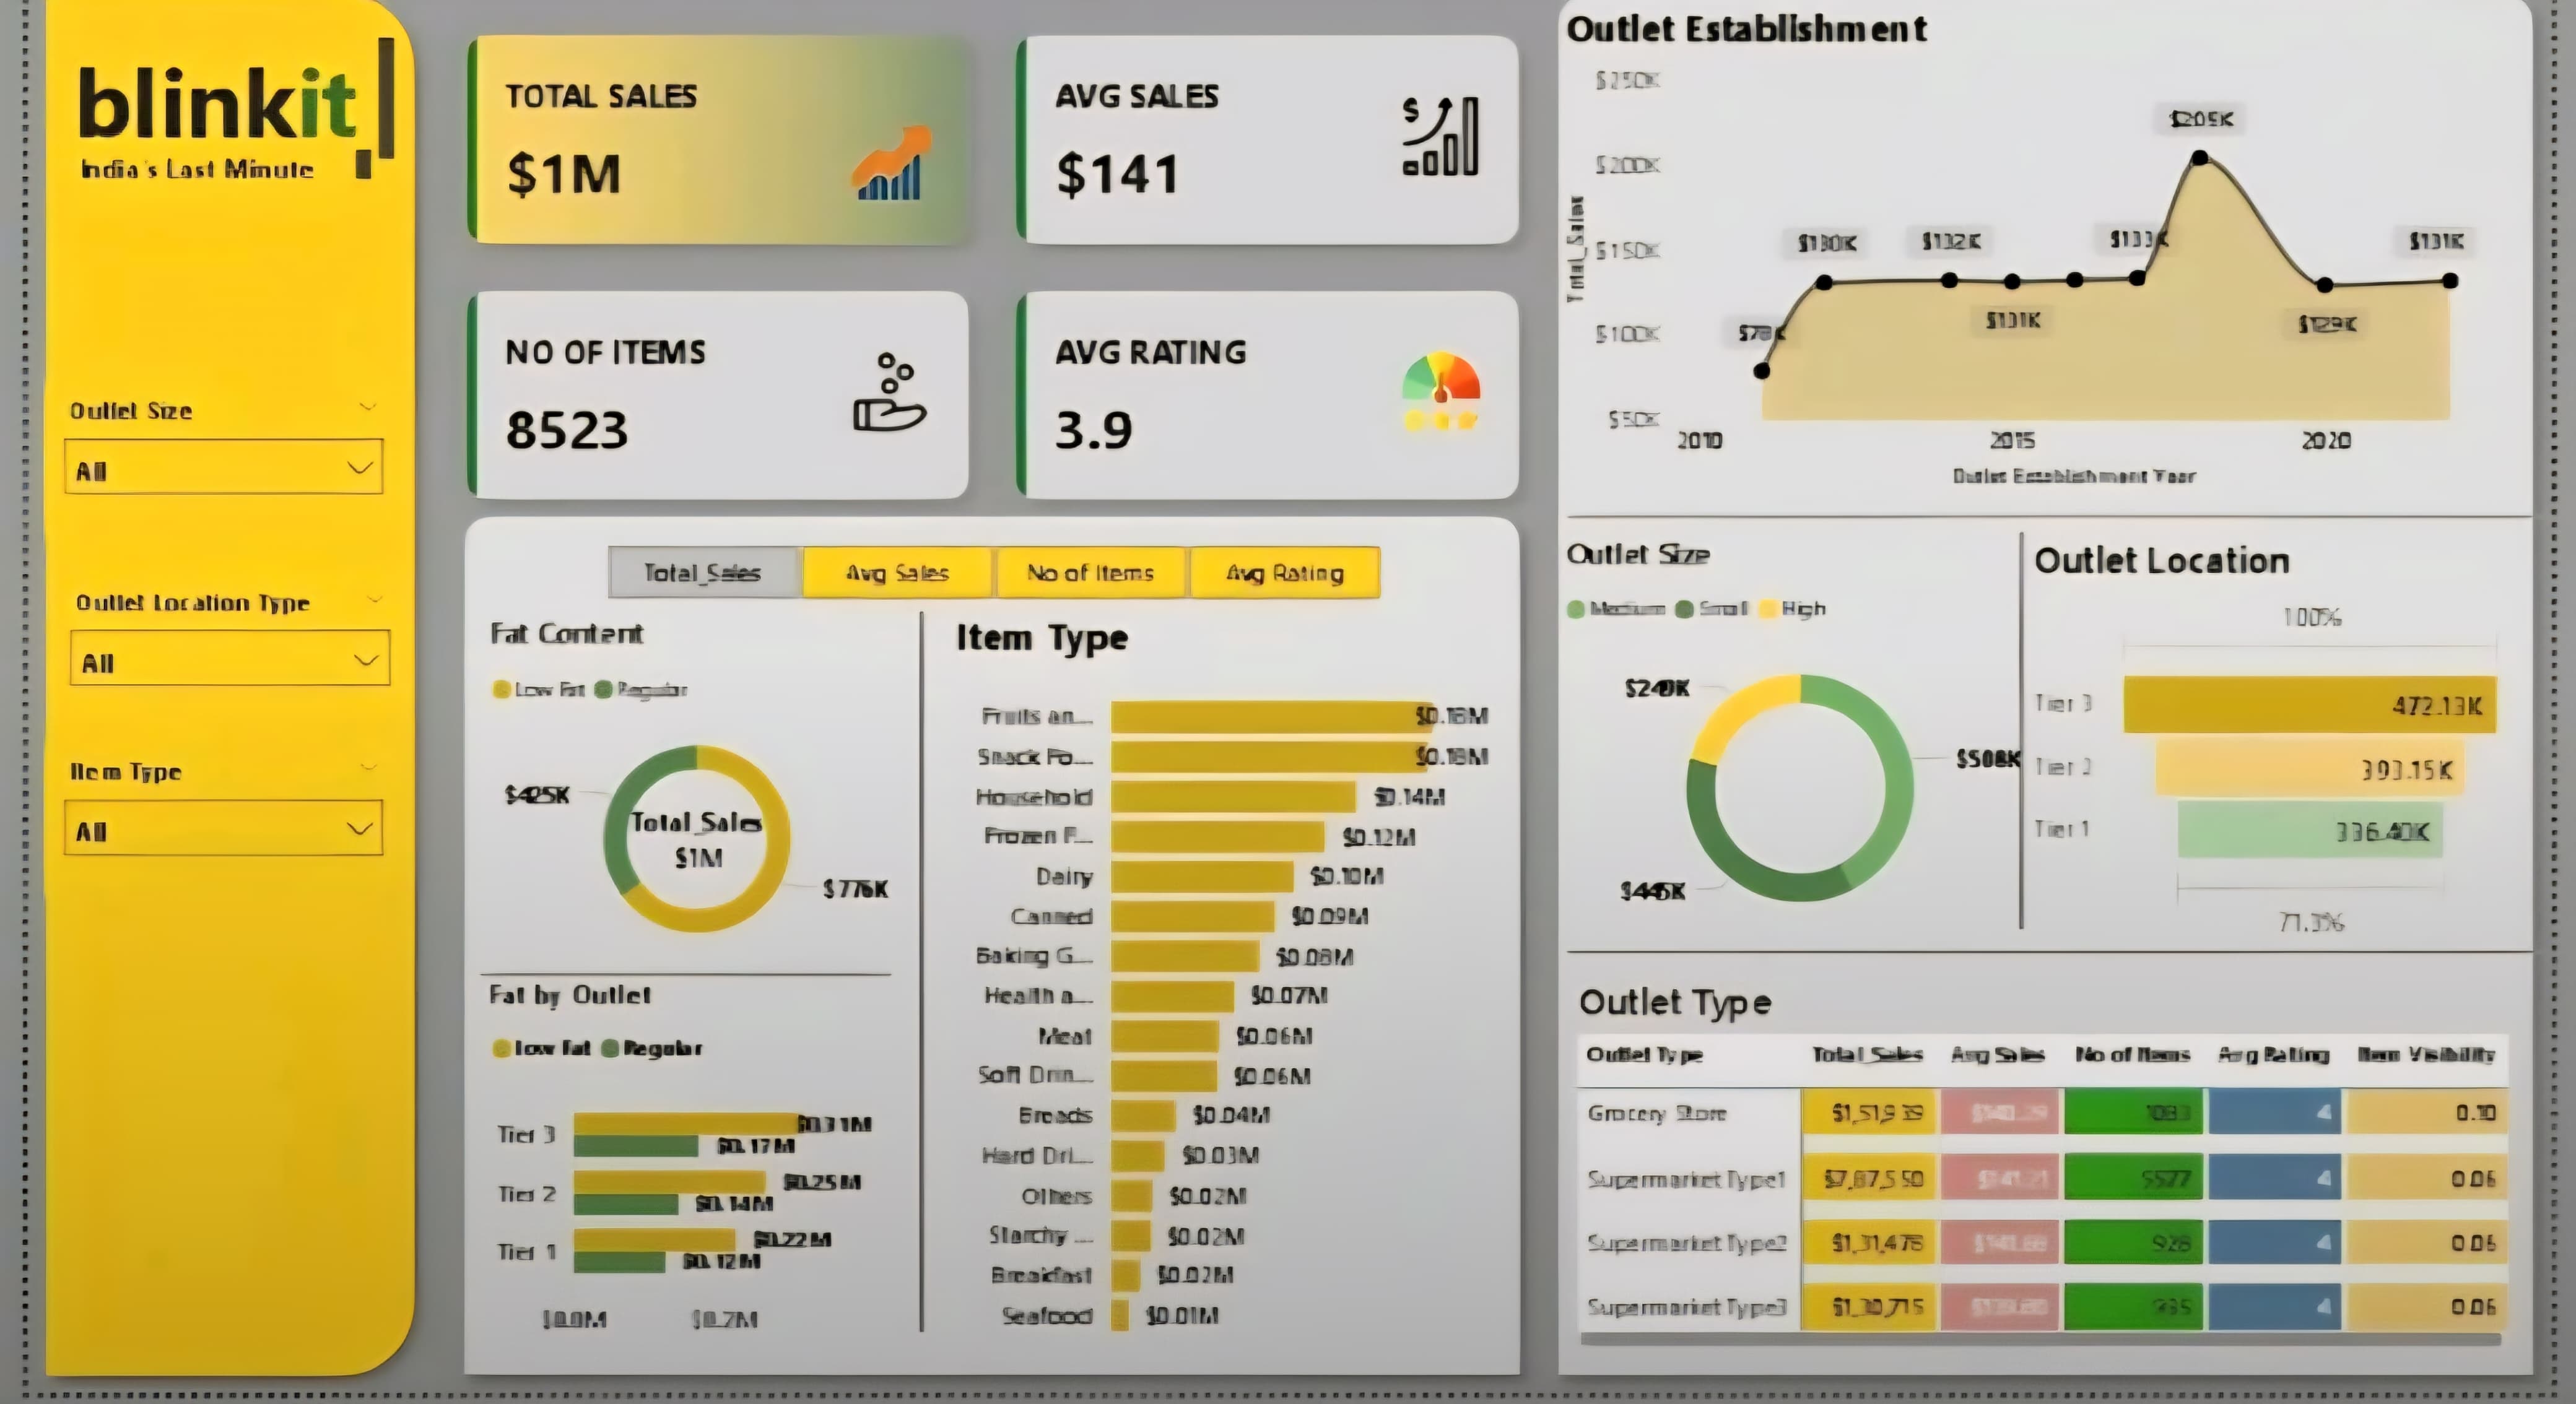 blinkit
India's Last Minute
Outlet Size
All
Outlet Location Type
All
Item Type
All
TOTAL SALES
$1M
AVG SALES
$141
NO OF ITEMS
8523
AVG RATING
3.9
Total_Sales
Avg Sales
No of Items
Avg Rating
Fat Content
Low Fat Regular
$425K
Total_Sales
$1M
$776K
Fat by Outlet
Low Fat Regular
Tier 3
$0.31M
$0.17M
Tier 2
$0.25M
$0.14M
Tier 1
$0.22M
$0.12M
$0.0M $0.2M
Item Type
Fruits an... $0.18M
Snack Fo... $0.18M
Household $0.14M
Frozen F... $0.12M
Dairy $0.10M
Canned $0.09M
Baking G... $0.08M
Health a... $0.07M
Meat $0.06M
Soft Drin... $0.06M
Breads $0.04M
Hard Dri... $0.03M
Others $0.02M
Starchy ... $0.02M
Breakfast $0.02M
Seafood $0.01M
Outlet Establishment
Total_Sales
$250K
$200K
$150K
$100K
$50K
$78K
$130K
$132K
$131K
$133K
$205K
$129K
$131K
2010 2015 2020
Outlet Establishment Year
Outlet Size
Medium Small High
$508K
$445K
Outlet Location
100%
Tier 3 472.13K
Tier 2 393.15K
Tier 1 336.40K
71.3%
Outlet Type
Outlet Type Total_Sales Avg Sales No of Items Avg Rating Item Visibility
Grocery Store 4 0.10
Supermarket Type1 $7,87,550 $141.21 5577 4 0.06
Supermarket Type2 $1,31,478 928 4 0.06
Supermarket Type3 $1,30,715 935 4 0.06